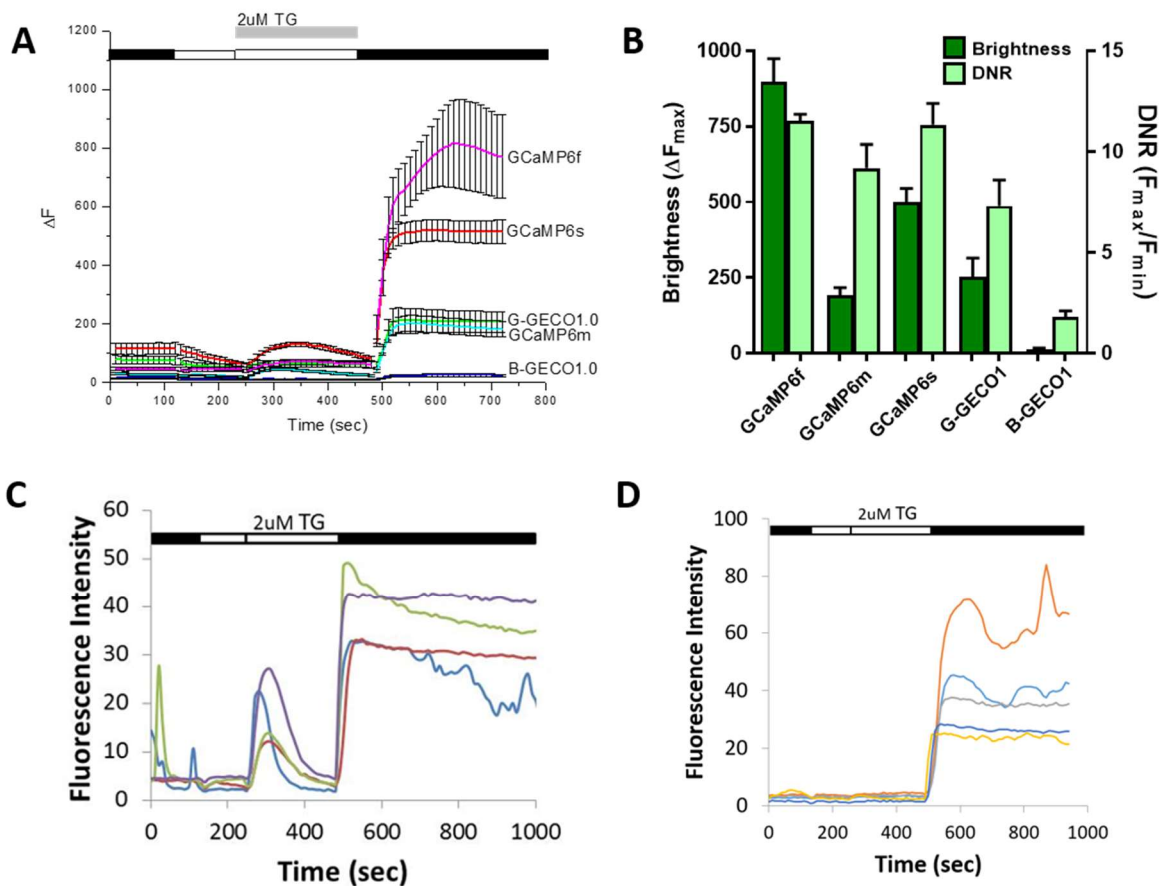 A
2uM TG
1200
1000
800
600
400
200
0
ΔF
GCaMP6f
GCaMP6s
G-GECO1.0
GCaMP6m
B-GECO1.0
0 100 200 300 400 500 600 700 800
Time (sec)
B
Brightness
DNR
1000
750
500
250
0
Brightness (ΔFmax)
15
10
5
0
DNR (Fmax/Fmin)
GCaMP6f
GCaMP6m
GCaMP6s
G-GECO1
B-GECO1
C
2uM TG
60
50
40
30
20
10
0
Fluorescence Intensity
0 200 400 600 800 1000
Time (sec)
D
2uM TG
100
80
60
40
20
0
Fluorescence Intensity
0 200 400 600 800 1000
Time (sec)